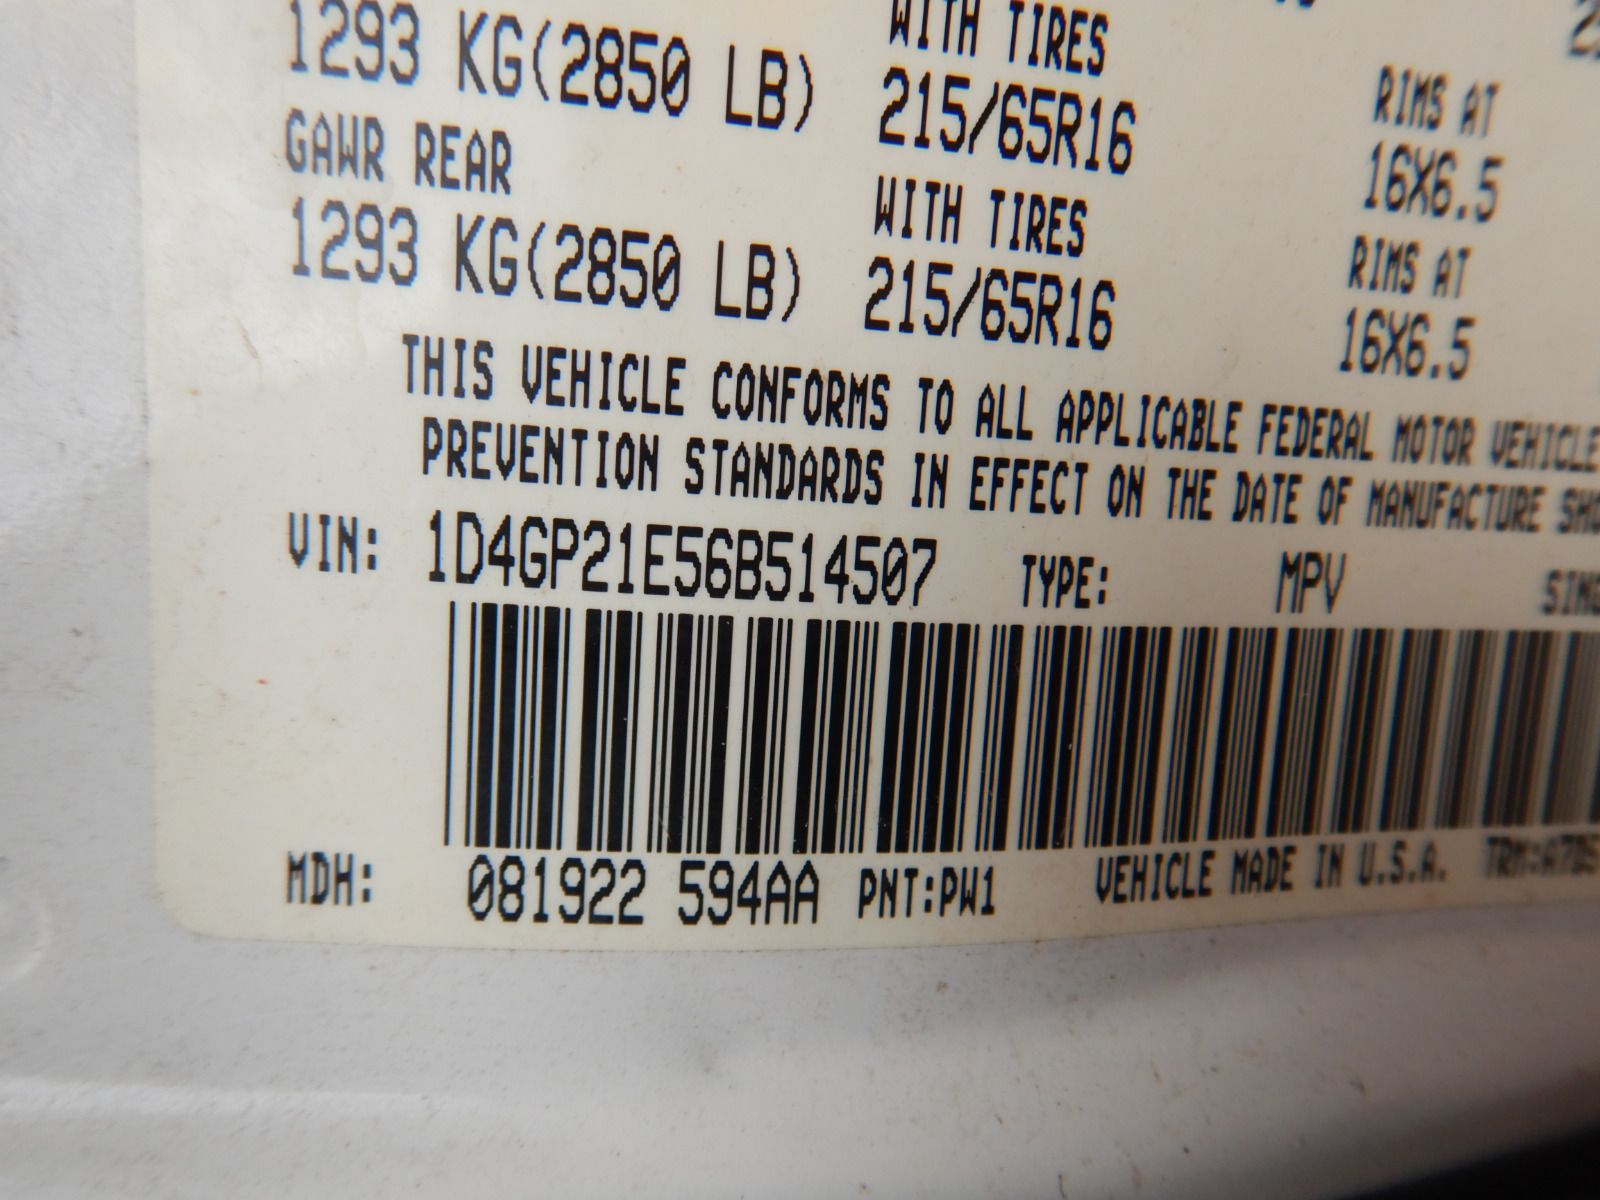 1293 KG(2850 LB) WITH TIRES 215/65R16 RIMS AT 16X6.5
GAWR REAR
1293 KG(2850 LB) WITH TIRES 215/65R16 RIMS AT 16X6.5
THIS VEHICLE CONFORMS TO ALL APPLICABLE FEDERAL MOTOR VEHICLE
PREVENTION STANDARDS IN EFFECT ON THE DATE OF MANUFACTURE
VIN: 1D4GP21E56B514507 TYPE: MPV
MDH: 081922 594AA PNT:PW1 VEHICLE MADE IN U.S.A.